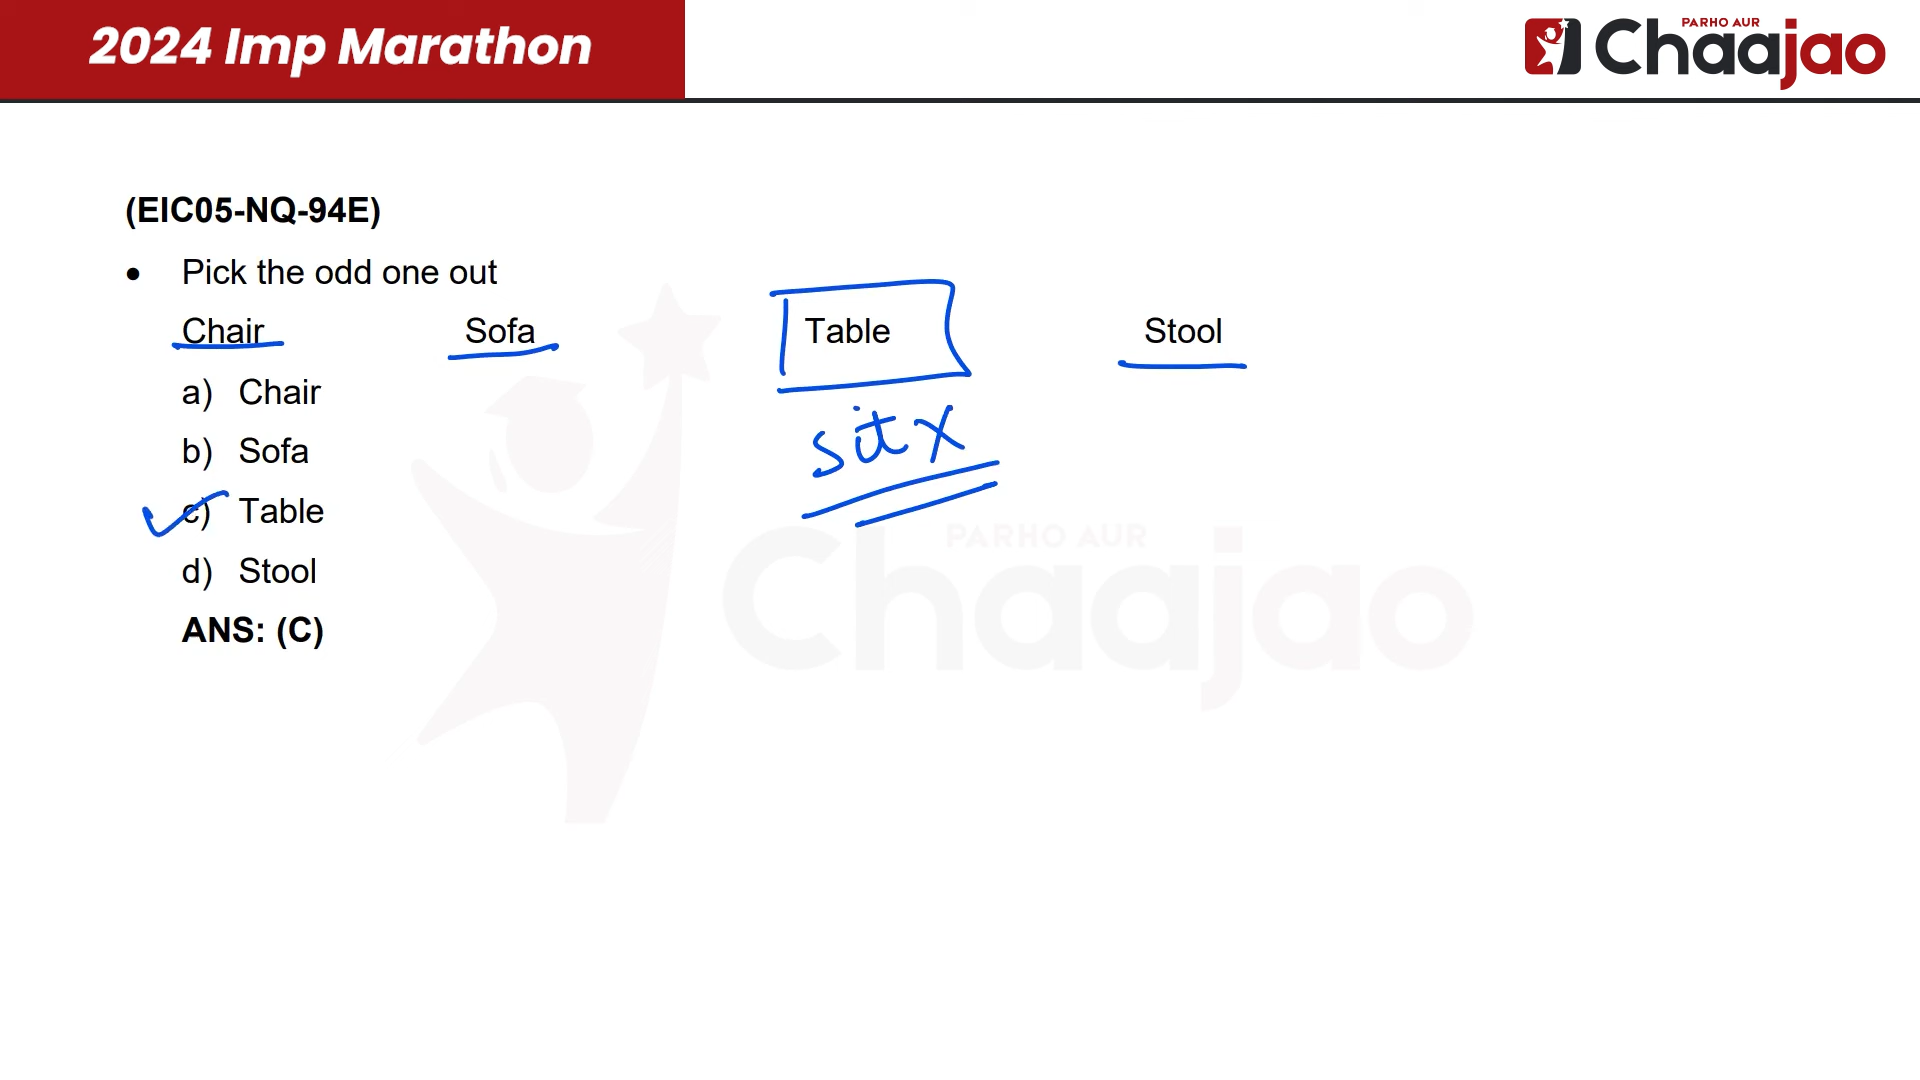 2024 Imp Marathon
PARHO AUR
Chaajao
(EIC05-NQ-94E)
• Pick the odd one out
Chair Sofa Table Stool
a) Chair
sit x
b) Sofa
c) Table
d) Stool
ANS: (C)
PARHO AUR
Chaajao